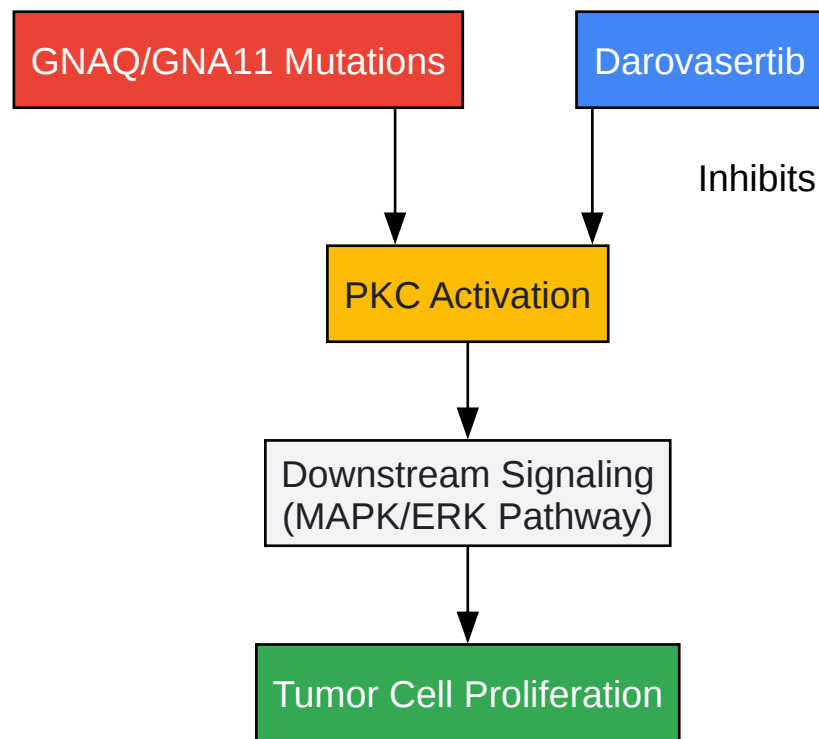 GNAQ/GNA11 Mutations
Darovasertib
Inhibits
PKC Activation
Downstream Signaling
(MAPK/ERK Pathway)
Tumor Cell Proliferation